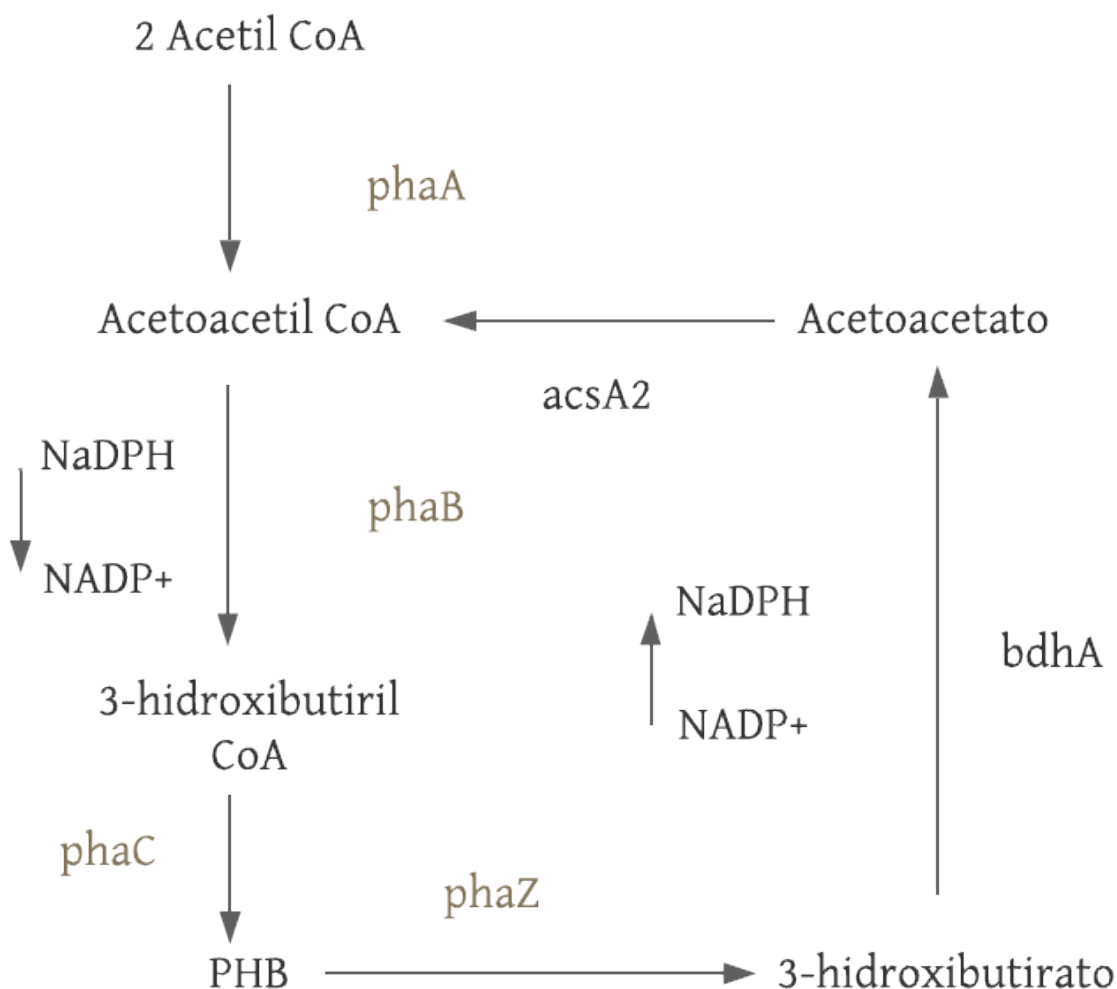 2 Acetil CoA
phaA
Acetoacetil CoA
Acetoacetato
acsA2
NaDPH
phaB
NADP+
NaDPH
bdhA
3-hidroxibutiril
CoA
NADP+
phaC
phaZ
PHB
3-hidroxibutirato